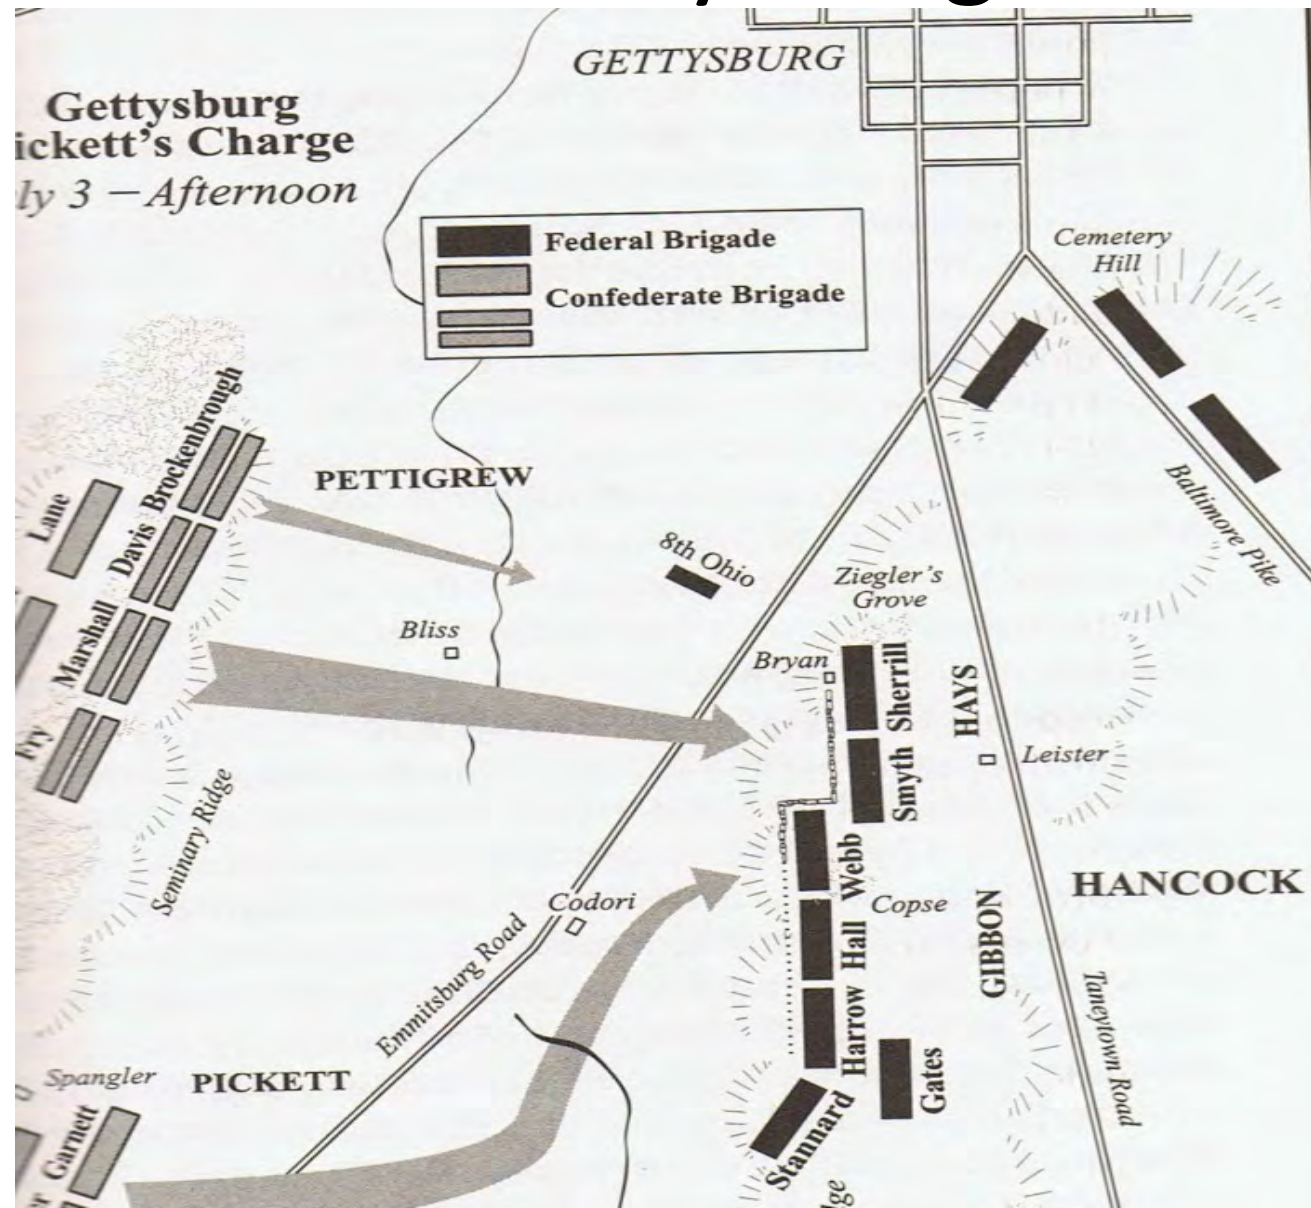 GETTYSBURG
Gettysburg
ickett's Charge
ly 3 — Afternoon
Federal Brigade
Confederate Brigade
Cemetery
Hill
Brockenbrough
PETTIGREW
Lane
Davis
Baltimore Pike
8th Ohio
Ziegler's
Grove
Marshall
Bliss
Bryan
Sherrill
HAYS
Fry
Smyth
Leister
Seminary Ridge
Webb
HANCOCK
Codori
Copse
Hall
GIBBON
Emmitsburg Road
Harrow
Taneytown Road
Spangler
PICKETT
Gates
Garnett
Stannard
er
dge